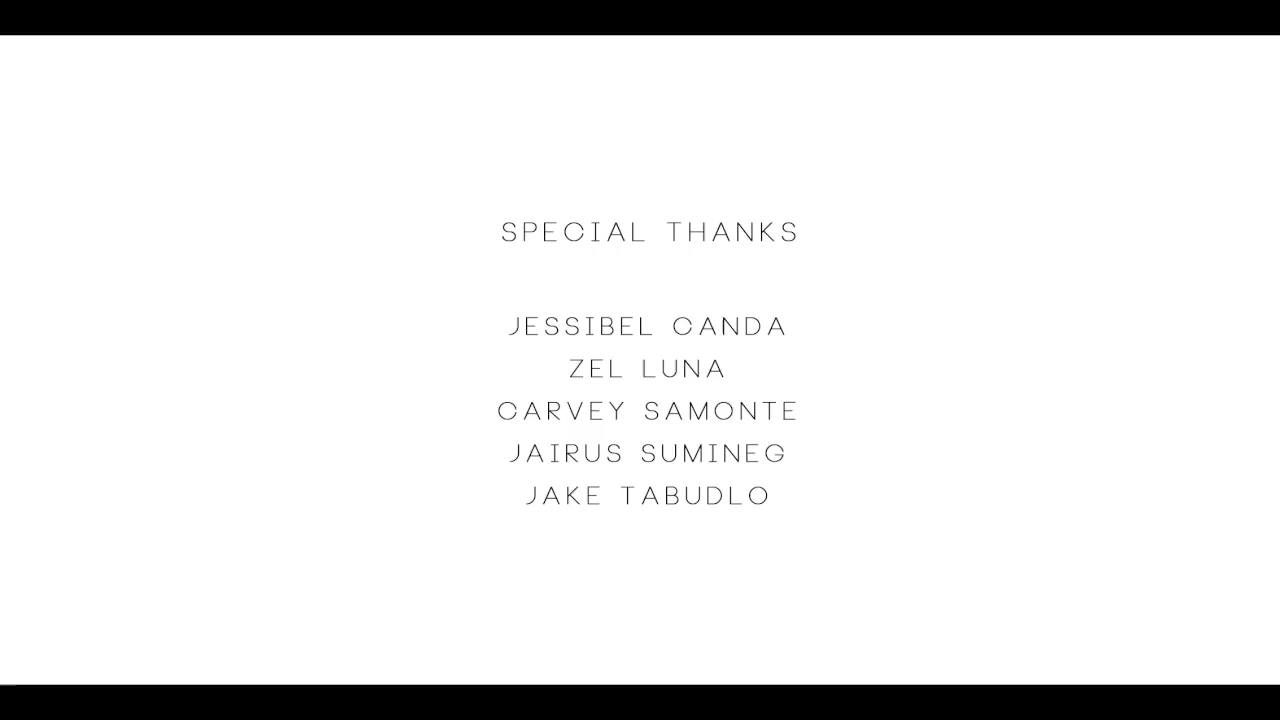 SPECIAL THANKS
JESSIBEL CANDA
ZEL LUNA
CARVEY SAMONTE
JAIRUS SUMINEG
JAKE TABUDLO